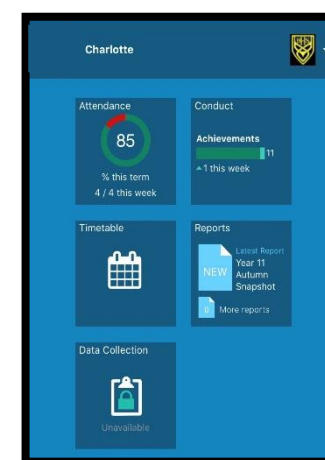 Charlotte
Attendance
85
% this term
4 / 4 this week
Conduct
Achievements
11
1 this week
Timetable
Reports
Latest Report
NEW
Year 11
Autumn
Snapshot
0
More reports
Data Collection
Unavailable